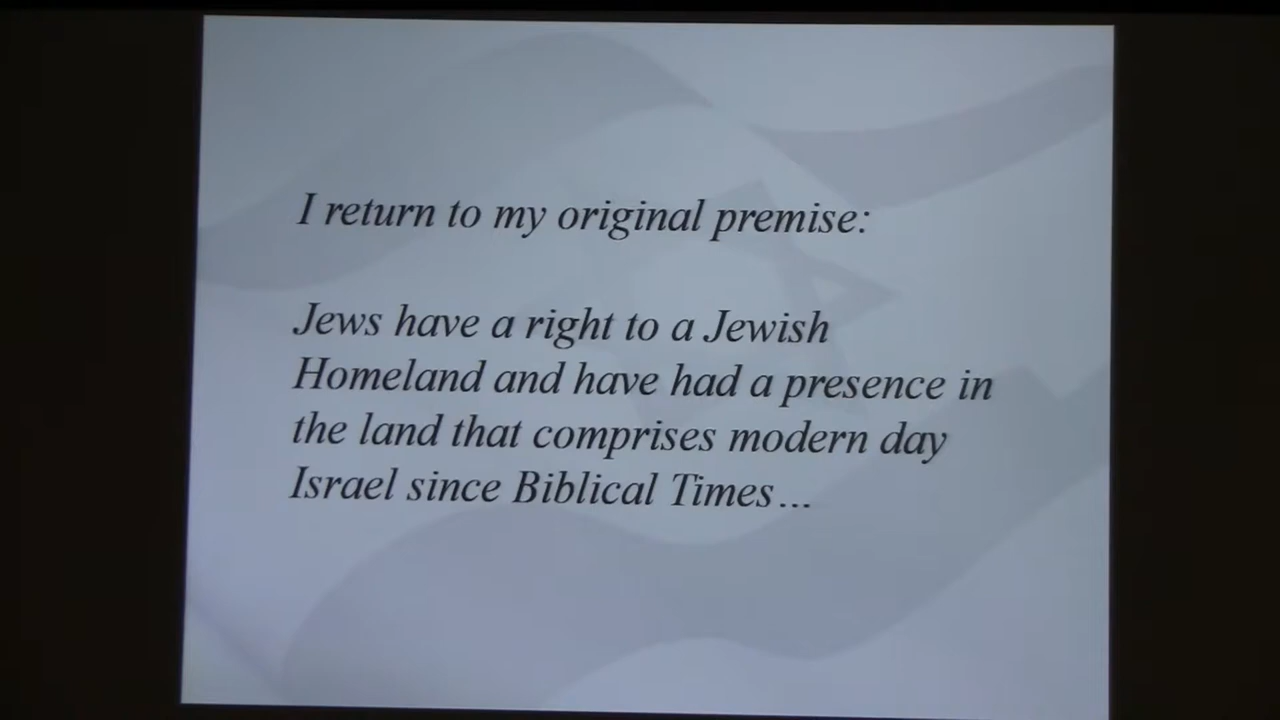 I return to my original premise:
Jews have a right to a Jewish
Homeland and have had a presence in
the land that comprises modern day
Israel since Biblical Times...